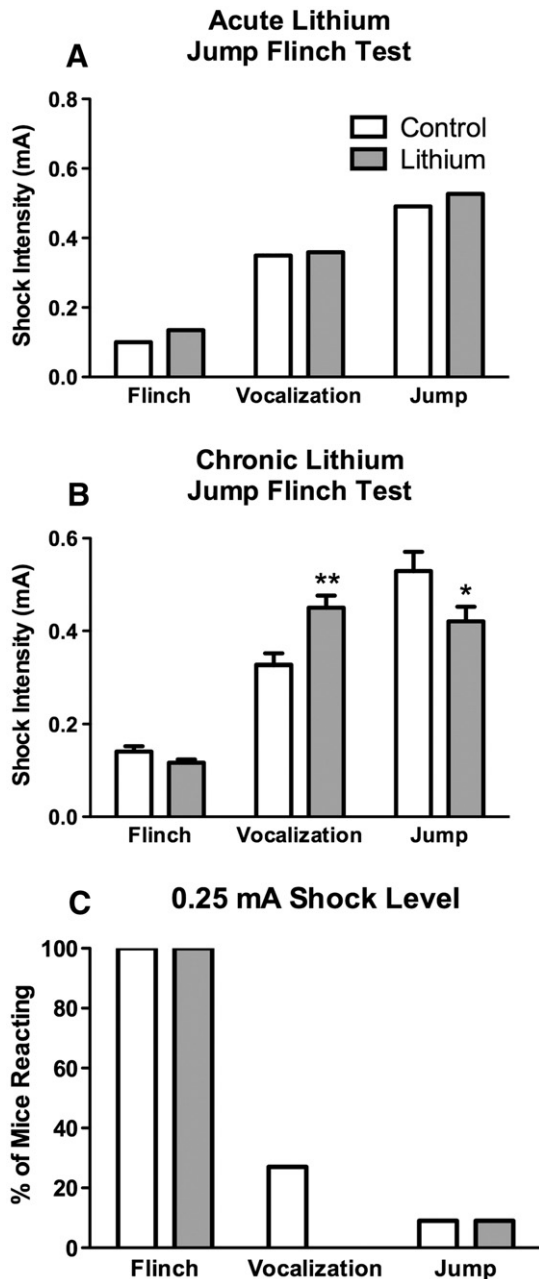 Acute Lithium
A Jump Flinch Test
Shock Intensity (mA)
0.8
0.6
0.4
0.2
0.0
Control
Lithium
Flinch Vocalization Jump
Chronic Lithium
B Jump Flinch Test
Shock Intensity (mA)
0.6
0.4
0.2
0.0
**
*
Flinch Vocalization Jump
C 0.25 mA Shock Level
% of Mice Reacting
100
80
60
40
20
0
Flinch Vocalization Jump